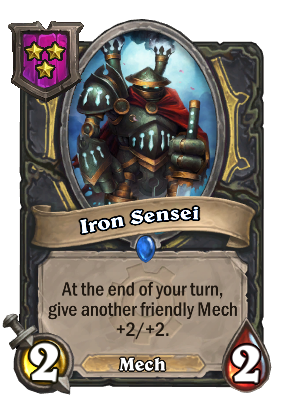 Iron Sensei
At the end of your turn,
give another friendly Mech
+2/+2.
Mech
2
2